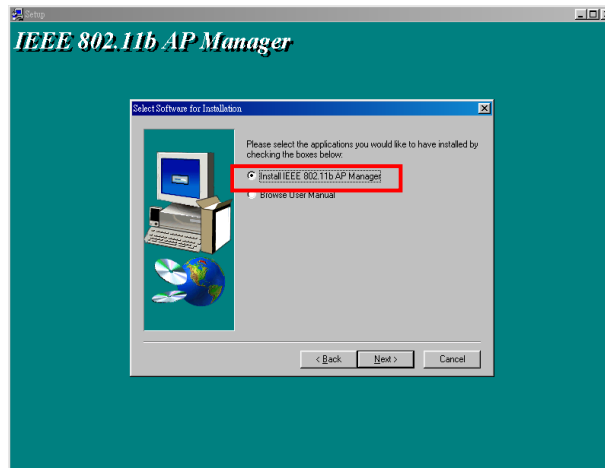 Setup
IEEE 802.11b AP Manager
Select Software for Installation
Please select the applications you would like to have installed by
checking the boxes below:
Install IEEE 802.11b AP Manager
Browse User Manual
< Back
Next >
Cancel